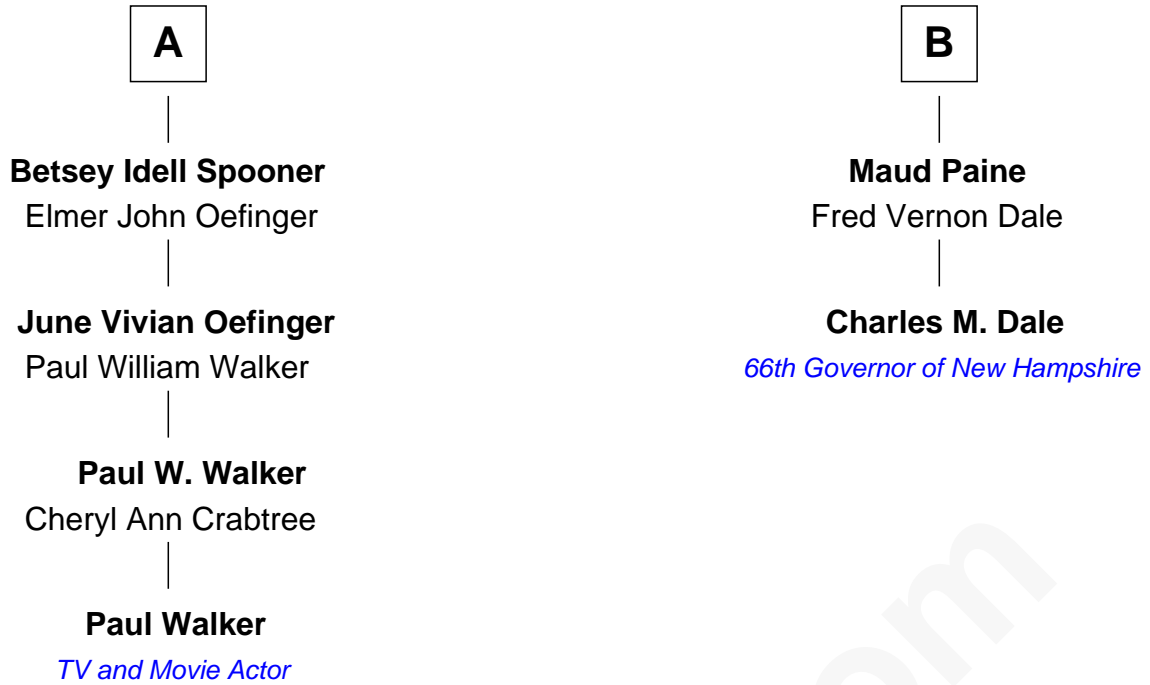 A
Betsey Idell Spooner
Elmer John Oefinger
June Vivian Oefinger
Paul William Walker
Paul W. Walker
Cheryl Ann Crabtree
Paul Walker
TV and Movie Actor
B
Maud Paine
Fred Vernon Dale
Charles M. Dale
66th Governor of New Hampshire
om